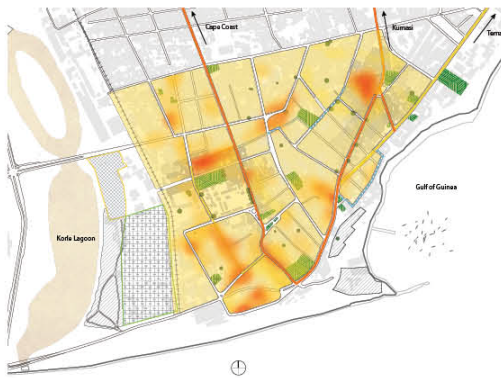 Cape Coast
Kumasi
Tema
Gulf of Guinea
Korle Lagoon